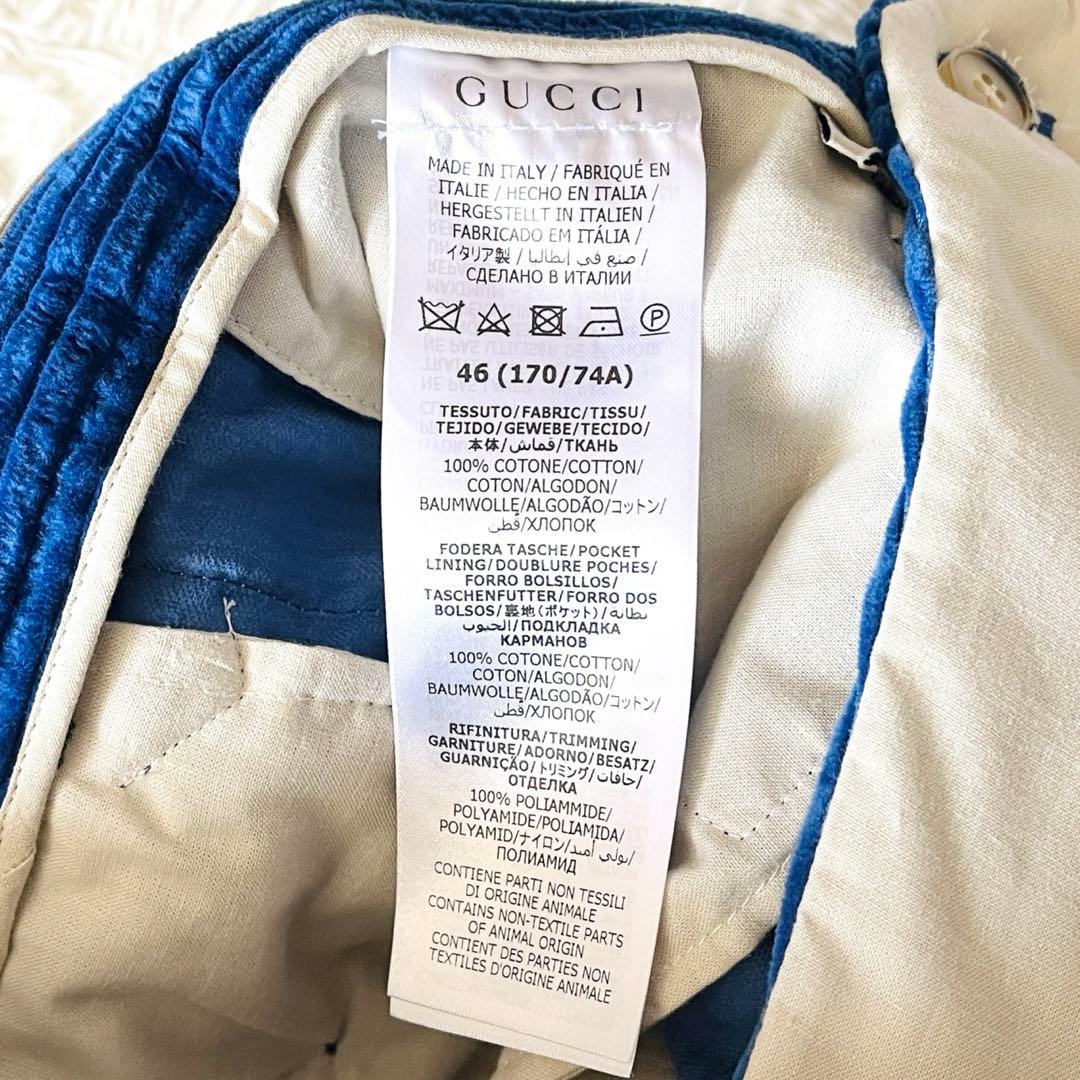 GUCCI
MADE IN ITALY / FABRIQUÉ EN
ITALIE / HECHO EN ITALIA /
HERGESTELLT IN ITALIEN /
FABRICADO EM ITÁLIA /
イタリア製 / صنع في إيطاليا /
СДЕЛАНО В ИТАЛИИ
P
46 (170/74A)
TESSUTO/FABRIC/TISSU/
TEJIDO/GEWEBE/TECIDO/
本体/قماش/ТКАНЬ
100% COTONE/COTTON/
COTON/ALGODON/
BAUMWOLLE/ALGODÃO/コットン/
قطن/ХЛОПОК
FODERA TASCHE/POCKET
LINING/DOUBLURE POCHES/
FORRO BOLSILLOS/
TASCHENFUTTER/FORRO DOS
BOLSOS/裏地(ポケット)/بطانه
الجيوب/ПОДКЛАДКА
КАРМАНОВ
100% COTONE/COTTON/
COTON/ALGODON/
BAUMWOLLE/ALGODÃO/コットン/
قطن/ХЛОПОК
RIFINITURA/TRIMMING/
GARNITURE/ADORNO/BESATZ/
GUARNIÇÃO/トリミング/حافات/
ОТДЕЛКА
100% POLIAMMIDE/
POLYAMIDE/POLIAMIDA/
POLYAMID/ナイロン/بولي أميد/
ПОЛИАМИД
CONTIENE PARTI NON TESSILI
DI ORIGINE ANIMALE
CONTAINS NON-TEXTILE PARTS
OF ANIMAL ORIGIN
CONTIENT DES PARTIES NON
TEXTILES D'ORIGINE ANIMALE